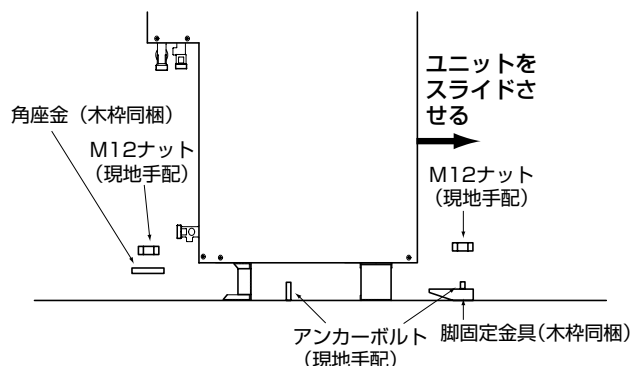 ユニットを
スライドさ
せる
角座金（木枠同梱）
M12ナット
（現地手配）
M12ナット
（現地手配）
アンカーボルト
（現地手配）
脚固定金具（木枠同梱）